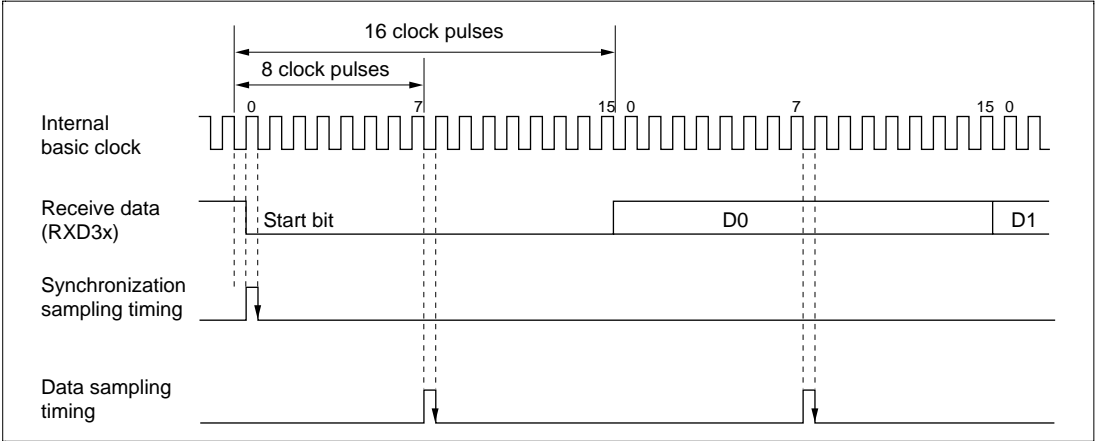 16 clock pulses
8 clock pulses
0 7 15 0 7 15 0
Internal
basic clock
Receive data
(RXD3x)
Start bit D0 D1
Synchronization
sampling timing
Data sampling
timing